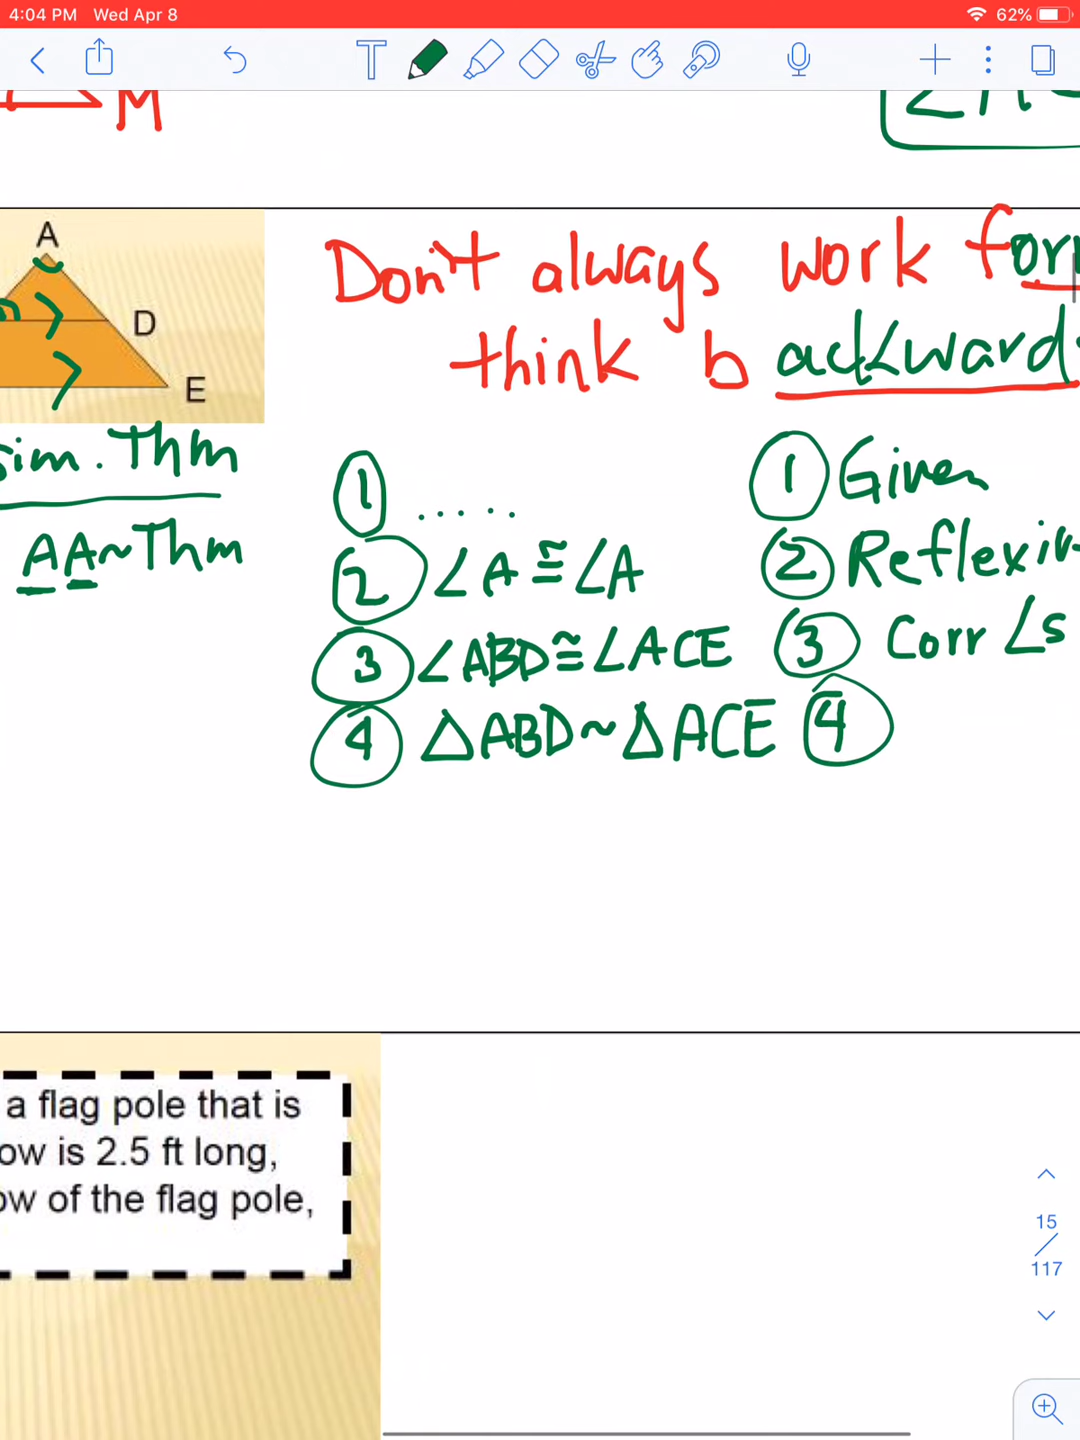 4:04 PM Wed Apr 8
62%
T
M
A
D
E
Don't always work
think backward
sim. Thm
AA~Thm
① .....
① Given
② ∠A ≅ ∠A
②
③ ∠ABD ≅ ∠ACE
③ Corr ∠s
④ △ABD ~ △ACE
④
a flag pole that is
ow is 2.5 ft long,
ow of the flag pole,
15
117